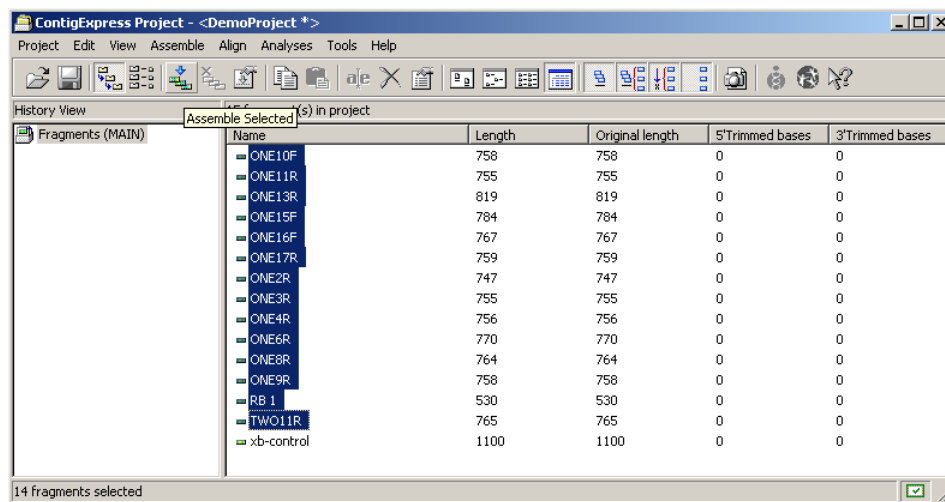 ContigExpress Project - <DemoProject *>
Project Edit View Assemble Align Analyses Tools Help
History View (s) in project
Assemble Selected
Fragments (MAIN)
Name Length Original length 5'Trimmed bases 3'Trimmed bases
ONE10F 758 758 0 0
ONE11R 755 755 0 0
ONE13R 819 819 0 0
ONE15F 784 784 0 0
ONE16F 767 767 0 0
ONE17R 759 759 0 0
ONE2R 747 747 0 0
ONE3R 755 755 0 0
ONE4R 756 756 0 0
ONE6R 770 770 0 0
ONE8R 764 764 0 0
ONE9R 758 758 0 0
RB 1 530 530 0 0
TWO11R 765 765 0 0
xb-control 1100 1100 0 0
14 fragments selected